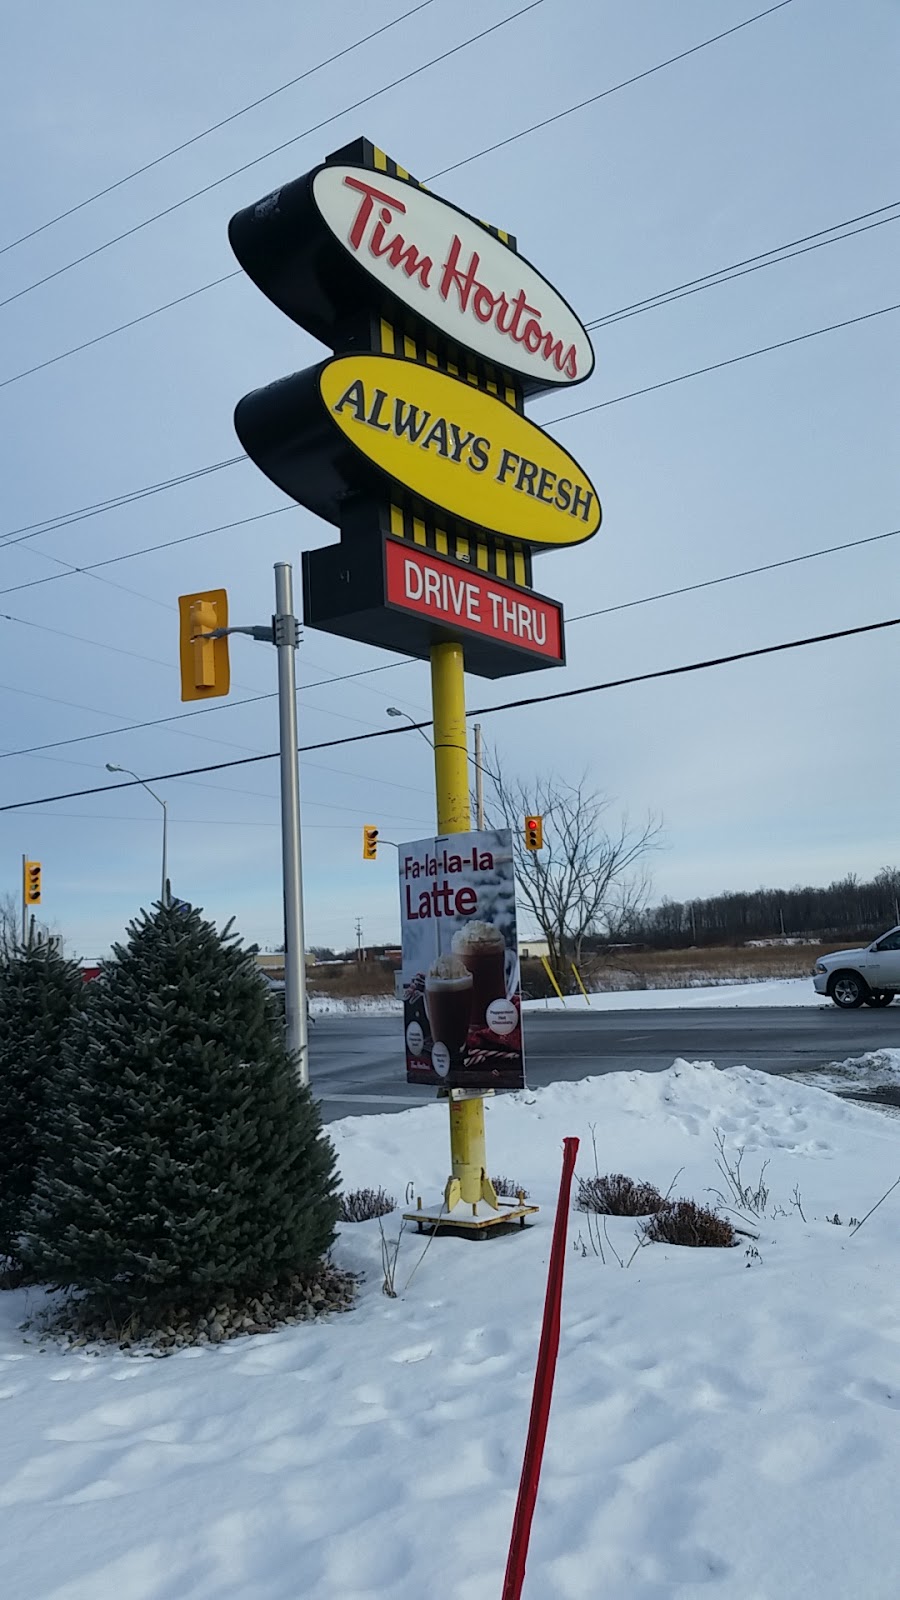 Tim Hortons
ALWAYS FRESH
DRIVE THRU
Fa-la-la-la
Latte